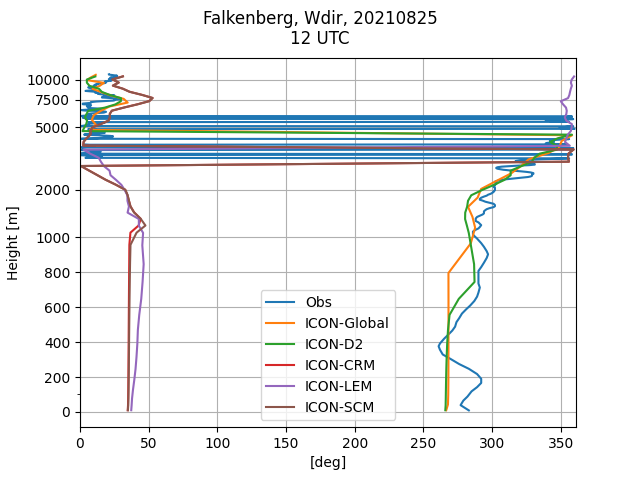 Falkenberg, Wdir, 20210825
12 UTC
Height [m]
10000
7500
5000
2000
1000
800
600
400
200
0
Obs
ICON-Global
ICON-D2
ICON-CRM
ICON-LEM
ICON-SCM
0 50 100 150 200 250 300 350
[deg]